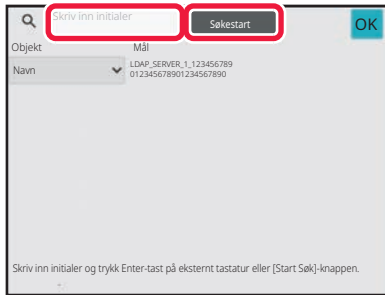 Skriv inn initialer
Søkestart
OK
Objekt
Mål
Navn
LDAP_SERVER_1_123456789
012345678901234567890
Skriv inn initialer og trykk Enter-tast på eksternt tastatur eller [Start Søk]-knappen.